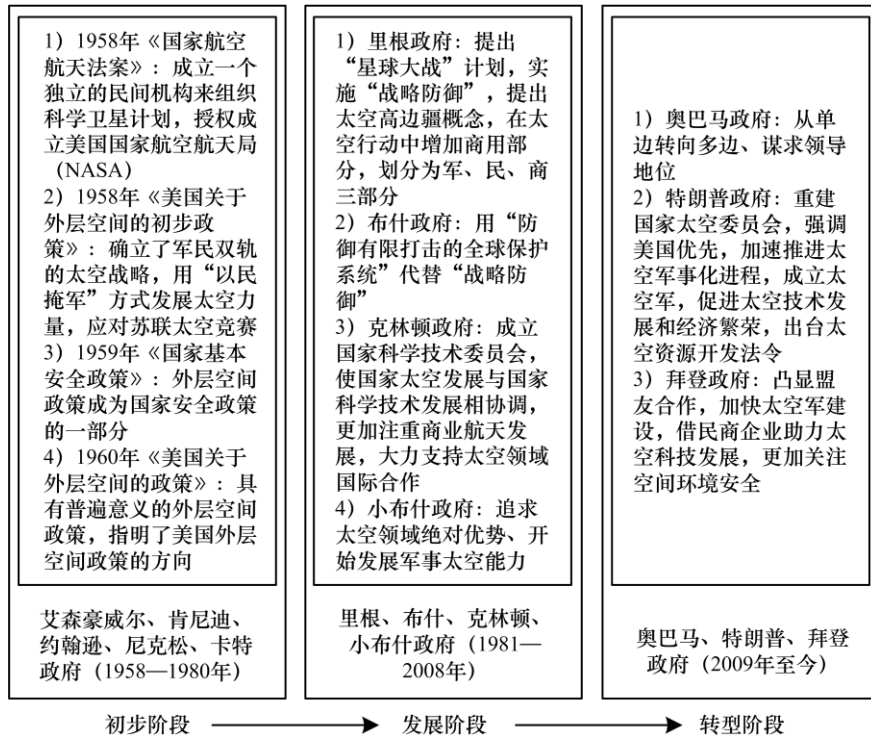 1）1958年《国家航空
航天法案》：成立一个
独立的民间机构来组织
科学卫星计划，授权成
立美国国家航空航天局
（NASA）
2）1958年《美国关于
外层空间的初步政
策》：确立了军民双轨
的太空战略，用“以民
掩军”方式发展太空力
量，应对苏联太空竞赛
3）1959年《国家基本
安全政策》：外层空间
政策成为国家安全政策
的一部分
4）1960年《美国关于
外层空间的政策》：具
有普遍意义的外层空间
政策，指明了美国外层
空间政策的方向
艾森豪威尔、肯尼迪、
约翰逊、尼克松、卡特
政府（1958—1980年）
1）里根政府：提出
“星球大战”计划，实
施“战略防御”，提出
太空高边疆概念，在太
空行动中增加商用部
分，划分为军、民、商
三部分
2）布什政府：用“防
御有限打击的全球保护
系统”代替“战略防
御”
3）克林顿政府：成立
国家科学技术委员会，
使国家太空发展与国家
科学技术发展相协调，
更加注重商业航天发
展，大力支持太空领域
国际合作
4）小布什政府：追求
太空领域绝对优势、开
始发展军事太空能力
里根、布什、克林顿、
小布什政府（1981—
2008年）
1）奥巴马政府：从单
边转向多边、谋求领导
地位
2）特朗普政府：重建
国家太空委员会，强调
美国优先，加速推进太
空军事化进程，成立太
空军，促进太空技术发
展和经济繁荣，出台太
空资源开发法令
3）拜登政府：凸显盟
友合作，加快太空军建
设，借民商企业助力太
空科技发展，更加关注
空间环境安全
奥巴马、特朗普、拜登
政府（2009年至今）
初步阶段
发展阶段
转型阶段